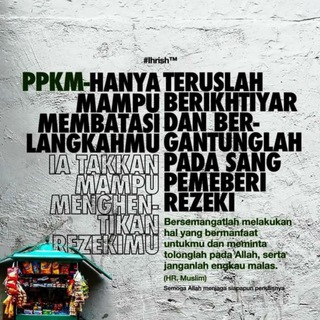 #Ihrish™
PPKM-HANYA
MAMPU
MEMBATASI
LANGKAHMU
IA TAKKAN
MAMPU
MENGHEN-
TIKAN
REZEKIMU
TERUSLAH
BERIKHTIYAR
DAN BER-
GANTUNGLAH
PADA SANG
PEMEBERI
REZEKI
Bersemangatlah melakukan
hal yang bermanfaat
untukmu dan meminta
tolonglah pada Allah, serta
janganlah engkau malas.
(HR. Muslim)
Semoga Allah menjaga siapapun penulisnya